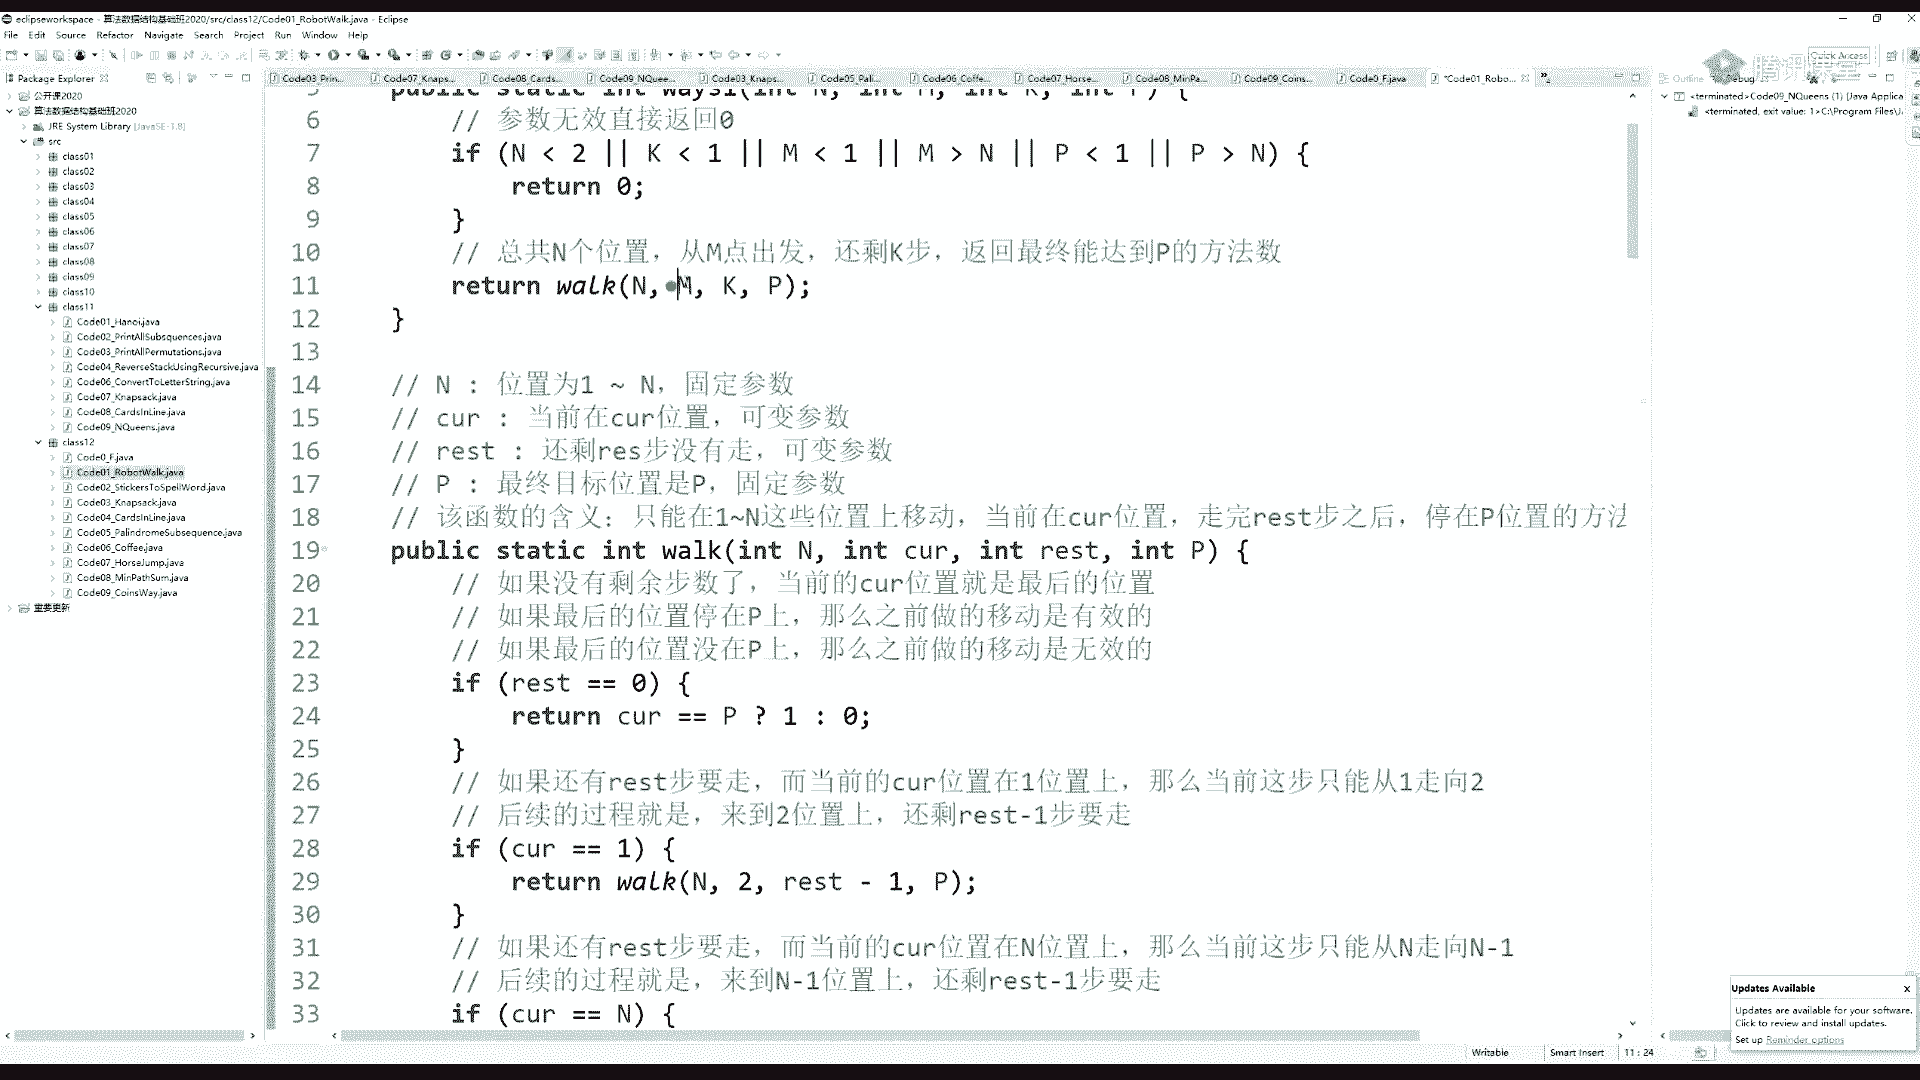 eclipseworkspace - 算法数据结构基础班2020/src/class12/Code01_RobotWalk.java - Eclipse
File Edit Source Refactor Navigate Search Project Run Window Help
Quick Access
腾讯课堂
Package Explorer
Code03_Prin...
Code07_Knaps...
Code08_Cards...
Code09_NQuee...
Code03_Knaps...
Code05_Pali...
Code06_Coffe...
Code07_Horse...
Code08_MinPa...
Code09_Coins...
Code0_F.java
*Code01_Robo...
Outline
公开课2020
算法数据结构基础班2020
JRE System Library [JavaSE-1.8]
src
class01
class02
class03
class04
class05
class06
class07
class08
class09
class10
class11
Code01_Hanoi.java
Code02_PrintAllSubsquences.java
Code03_PrintAllPermutations.java
Code04_ReverseStackUsingRecursive.java
Code06_ConvertToLetterString.java
Code07_Knapsack.java
Code08_CardsInLine.java
Code09_NQueens.java
class12
Code0_F.java
Code01_RobotWalk.java
Code02_StickersToSpellWord.java
Code03_Knapsack.java
Code04_CardsInLine.java
Code05_PalindromeSubsequence.java
Code06_Coffee.java
Code07_HorseJump.java
Code08_MinPathSum.java
Code09_CoinsWay.java
重要更新
5 public static int ways1(int N, int M, int K, int P) {
6 // 参数无效直接返回0
7 if (N < 2 || K < 1 || M < 1 || M > N || P < 1 || P > N) {
8 return 0;
9 }
10 // 总共N个位置，从M点出发，还剩K步，返回最终能达到P的方法数
11 return walk(N, M, K, P);
12 }
13
14 // N : 位置为1 ~ N，固定参数
15 // cur : 当前在cur位置，可变参数
16 // rest : 还剩res步没有走，可变参数
17 // P : 最终目标位置是P，固定参数
18 // 该函数的含义：只能在1~N这些位置上移动，当前在cur位置，走完rest步之后，停在P位置的方法
19 public static int walk(int N, int cur, int rest, int P) {
20 // 如果没有剩余步数了，当前的cur位置就是最后的位置
21 // 如果最后的位置停在P上，那么之前做的移动是有效的
22 // 如果最后的位置没在P上，那么之前做的移动是无效的
23 if (rest == 0) {
24 return cur == P ? 1 : 0;
25 }
26 // 如果还有rest步要走，而当前的cur位置在1位置上，那么当前这步只能从1走向2
27 // 后续的过程就是，来到2位置上，还剩rest-1步要走
28 if (cur == 1) {
29 return walk(N, 2, rest - 1, P);
30 }
31 // 如果还有rest步要走，而当前的cur位置在N位置上，那么当前这步只能从N走向N-1
32 // 后续的过程就是，来到N-1位置上，还剩rest-1步要走
33 if (cur == N) {
<terminated>Code09_NQueens (1) [Java Applica
<terminated, exit value: 1>C:\Program Files\J
Updates Available
Updates are available for your software.
Click to review and install updates.
Set up Reminder options
Writable
Smart Insert
11 : 24